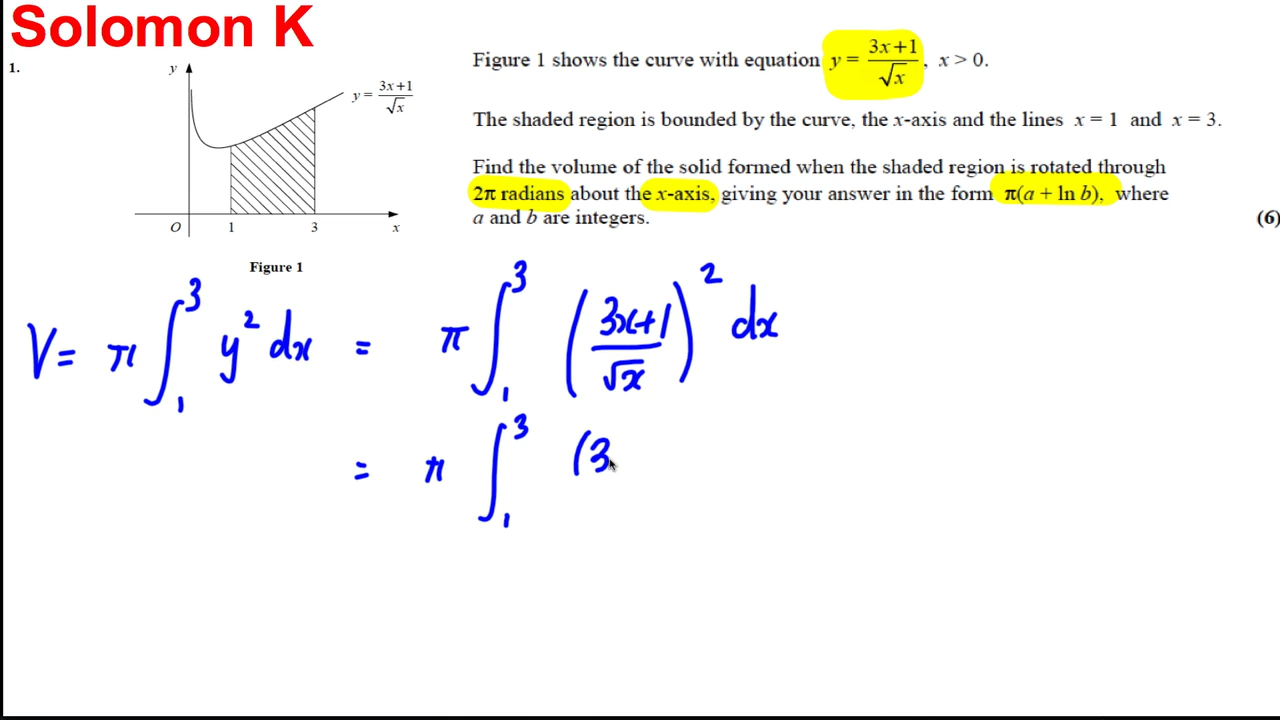 Solomon K
1.
y
y = 3x+1/√x
O 1 3 x
Figure 1
Figure 1 shows the curve with equation y = 3x+1/√x, x > 0.
The shaded region is bounded by the curve, the x-axis and the lines x = 1 and x = 3.
Find the volume of the solid formed when the shaded region is rotated through
2π radians about the x-axis, giving your answer in the form π(a + ln b), where
a and b are integers.
(6)
V = π ∫₁³ y² dx = π ∫₁³ (3x+1/√x)² dx
= π ∫₁³ (3